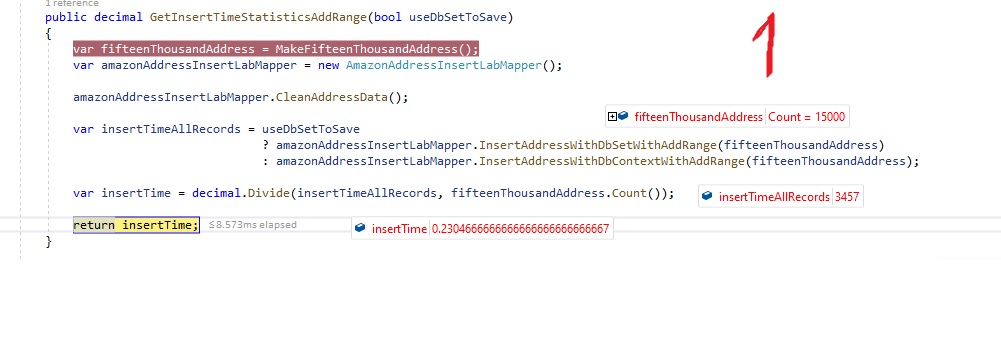 1 reference
public decimal GetInsertTimeStatisticsAddRange(bool useDbSetToSave)
1
{
var fifteenThousandAddress = MakeFifteenThousandAddress();
var amazonAddressInsertLabMapper = new AmazonAddressInsertLabMapper();
amazonAddressInsertLabMapper.CleanAddressData();
fifteenThousandAddress Count = 15000
var insertTimeAllRecords = useDbSetToSave
? amazonAddressInsertLabMapper.InsertAddressWithDbSetWithAddRange(fifteenThousandAddress)
: amazonAddressInsertLabMapper.InsertAddressWithDbContextWithAddRange(fifteenThousandAddress);
var insertTime = decimal.Divide(insertTimeAllRecords, fifteenThousandAddress.Count()); insertTimeAllRecords 3457
return insertTime; ≤8.573ms elapsed insertTime 0.2304666666666666666666666667
}